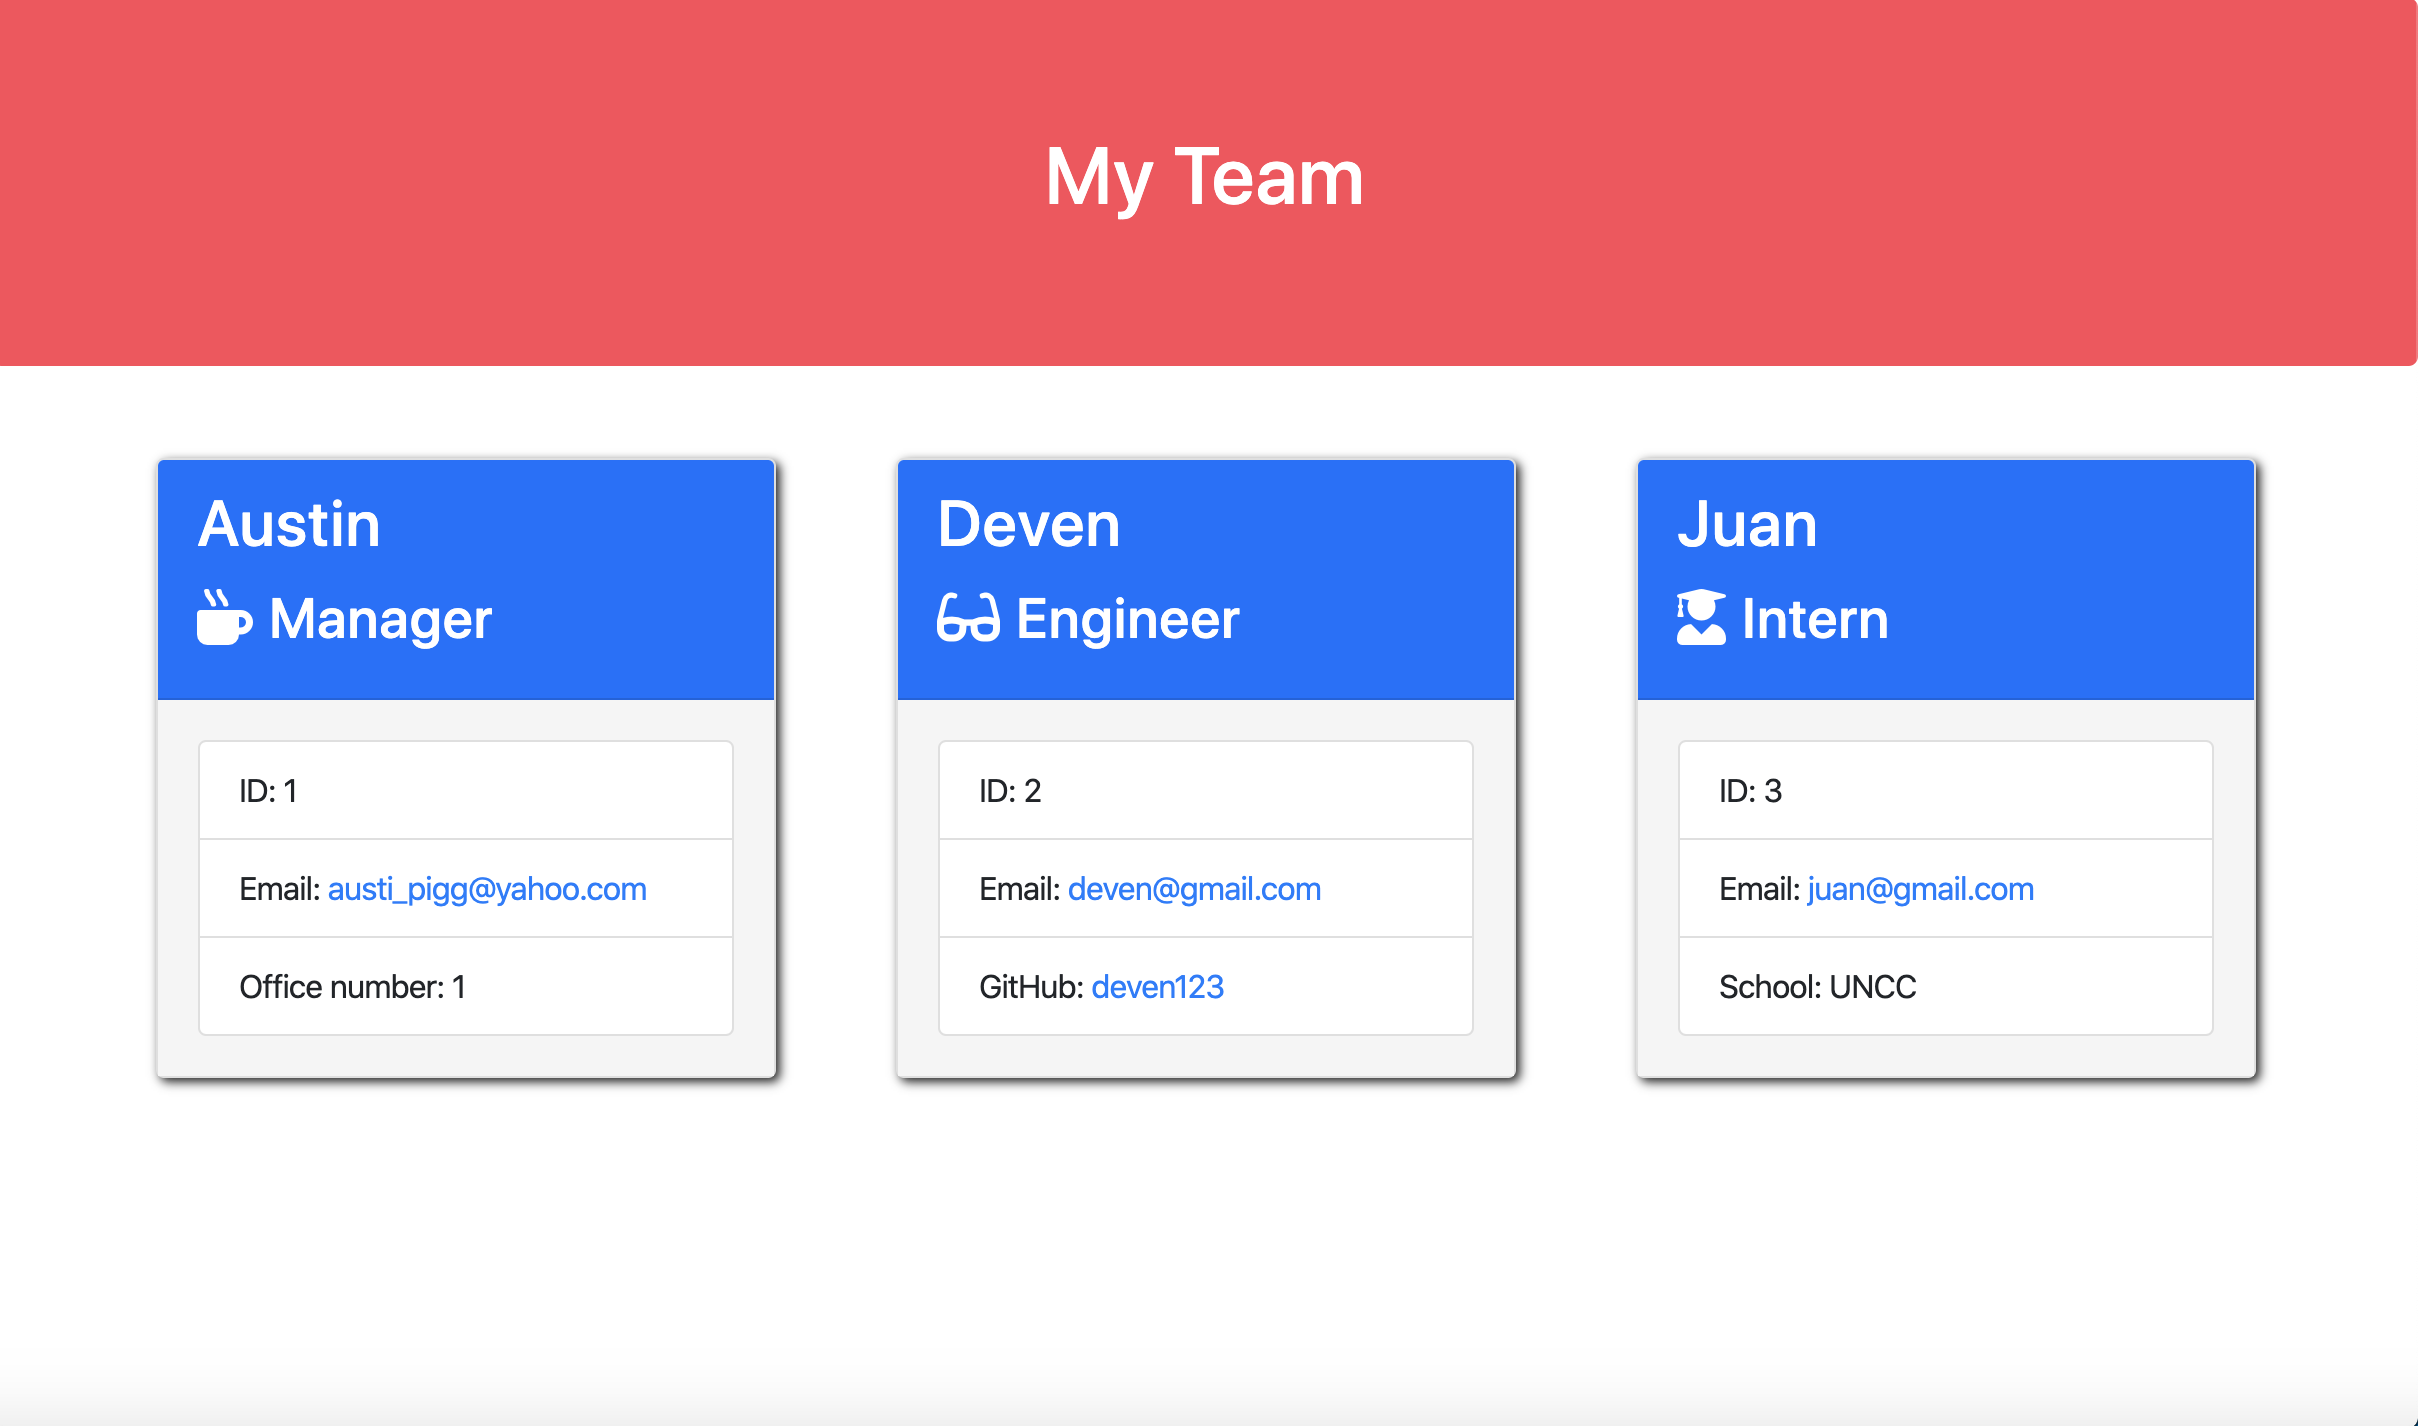 My Team
Austin
Manager
ID: 1
Email: austi_pigg@yahoo.com
Office number: 1
Deven
Engineer
ID: 2
Email: deven@gmail.com
GitHub: deven123
Juan
Intern
ID: 3
Email: juan@gmail.com
School: UNCC